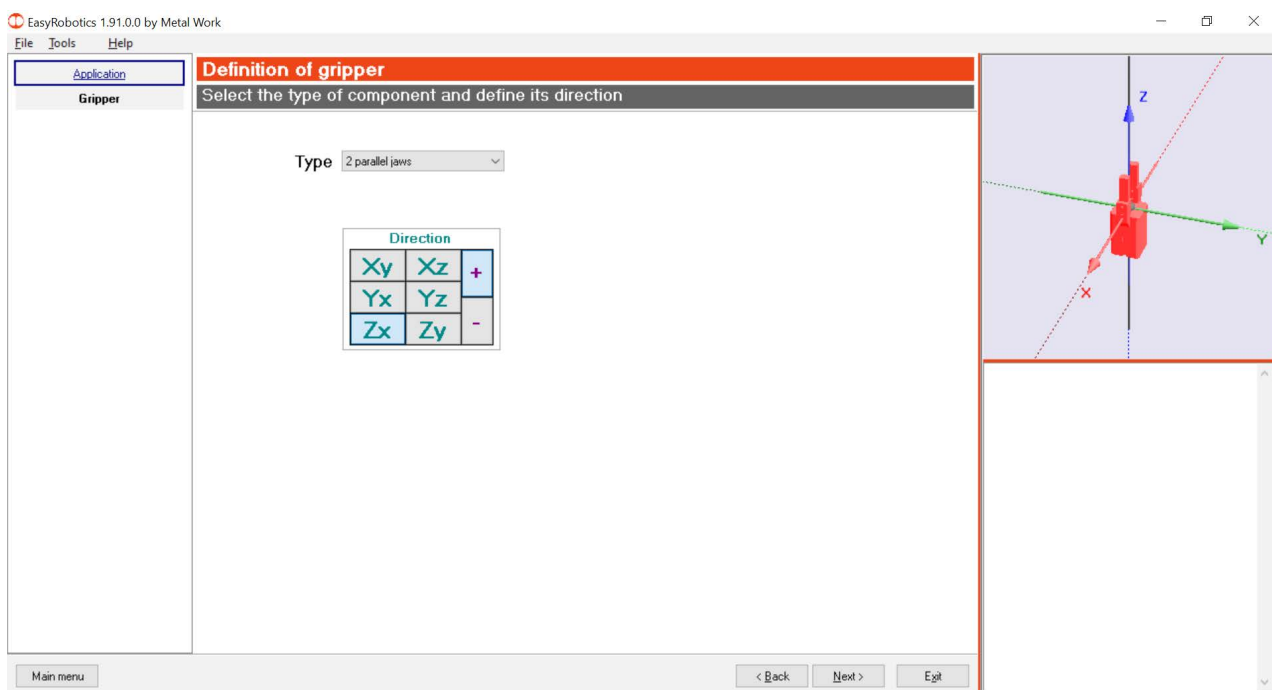 EasyRobotics 1.91.0.0 by Metal Work
File Tools Help
Application
Gripper
Definition of gripper
Select the type of component and define its direction
Type 2 parallel jaws
Direction
Xy Xz +
Yx Yz
Zx Zy -
Z
Y
X
Main menu
< Back Next > Exit